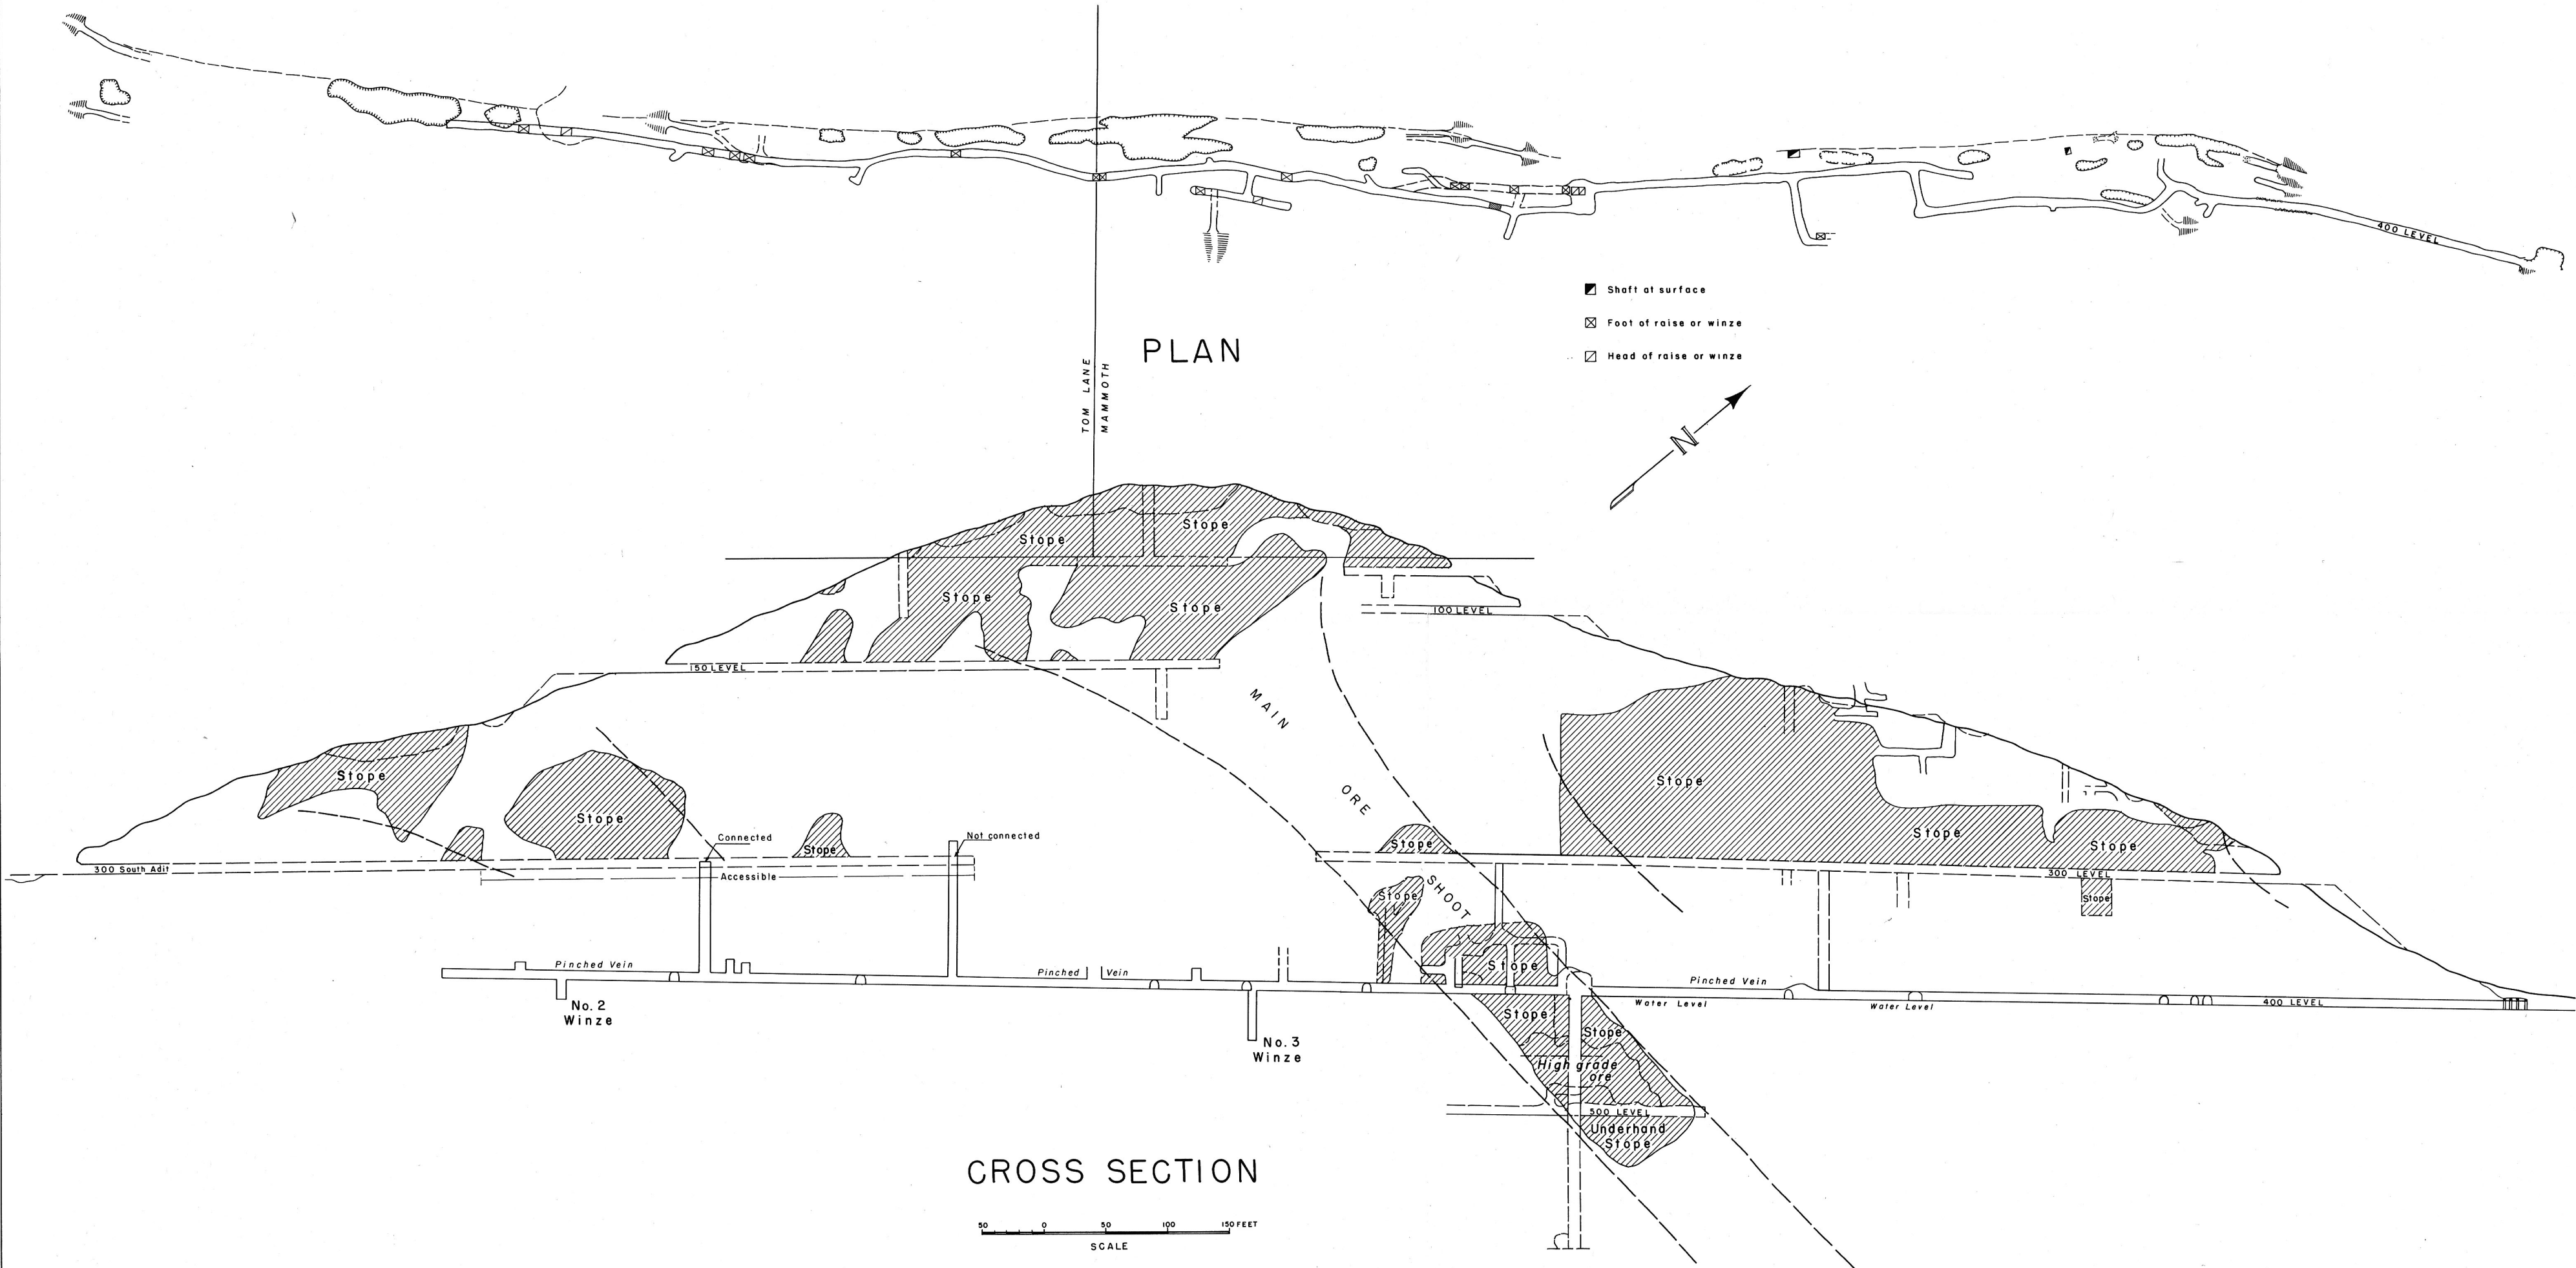 400 LEVEL
Shaft at surface
Foot of raise or winze
Head of raise or winze
PLAN
TOM LANE
MAMMOTH
N
Stope
Stope
Stope
Stope
100 LEVEL
150 LEVEL
MAIN
ORE
SHOOT
Stope
Stope
Stope
Connected
Not connected
300 South Adit
Accessible
Stope
Stope
Stope
Stope
Stope
300 LEVEL
Stope
Pinched Vein
Pinched Vein
Stope
Pinched Vein
Water Level
Water Level
400 LEVEL
No. 2
Winze
No. 3
Winze
Stope
Stope
High grade
ore
500 LEVEL
Underhand
Stope
CROSS SECTION
50 0 50 100 150 FEET
SCALE